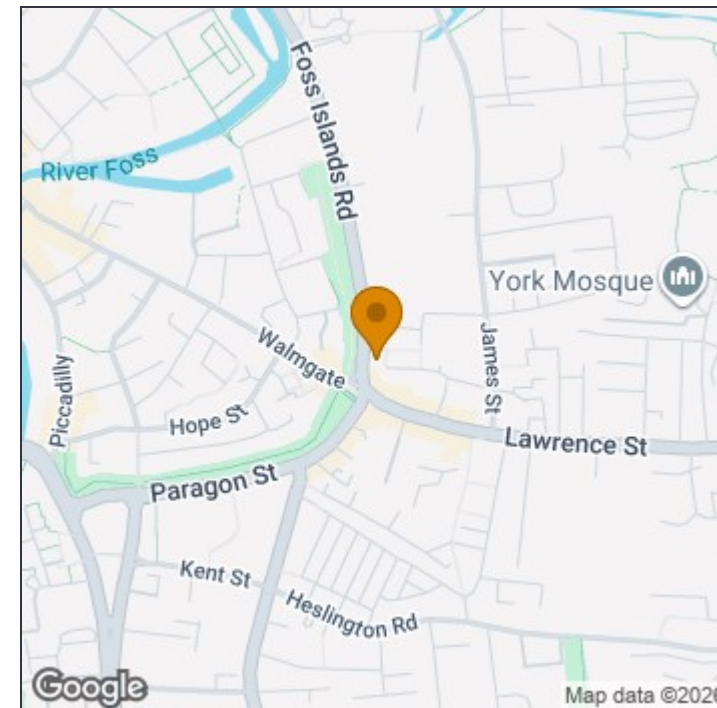 Foss Islands Rd
River Foss
York Mosque
James St
Walmgate
Piccadilly
Hope St
Lawrence St
Paragon St
Kent St
Heslington Rd
Google
Map data ©2026